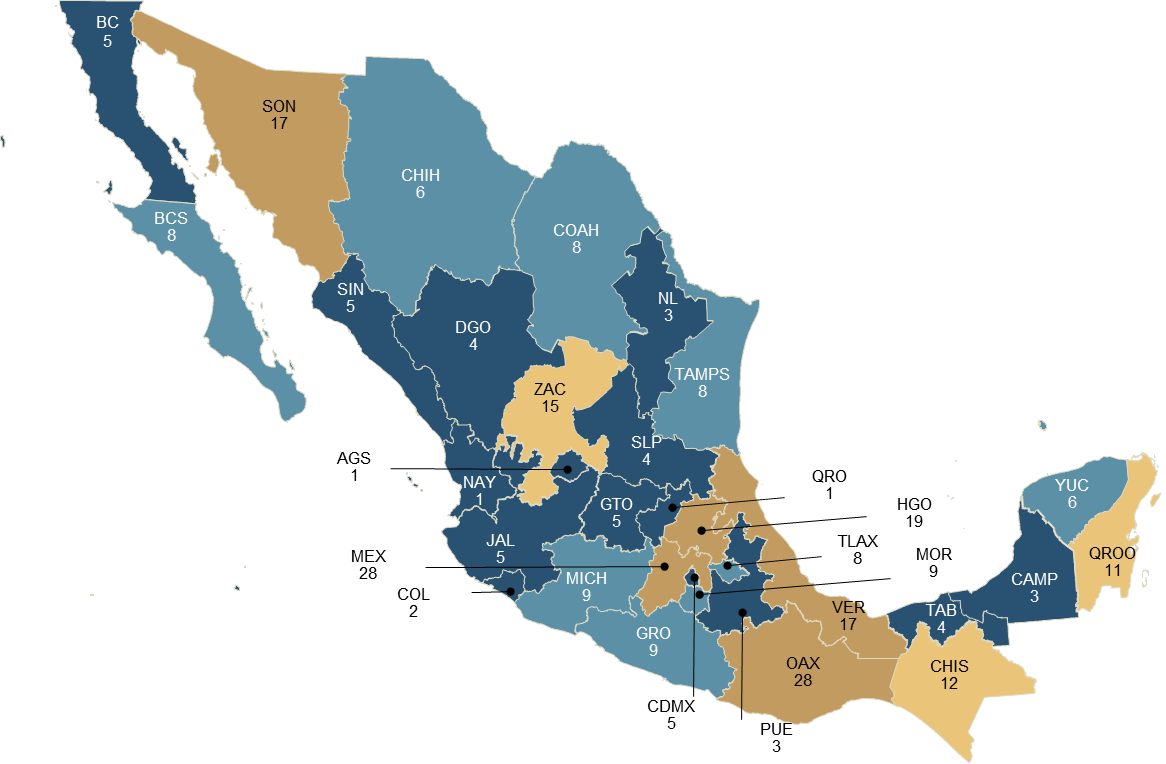 BC
5
SON
17
CHIH
6
BCS
8
COAH
8
SIN
5
NL
3
DGO
4
TAMPS
8
ZAC
15
SLP
4
AGS
1
QRO
1
NAY
1
YUC
6
GTO
5
HGO
19
JAL
5
TLAX
8
MEX
28
MOR
9
QROO
11
MICH
9
CAMP
3
COL
2
VER
17
TAB
4
GRO
9
OAX
28
CHIS
12
CDMX
5
PUE
3